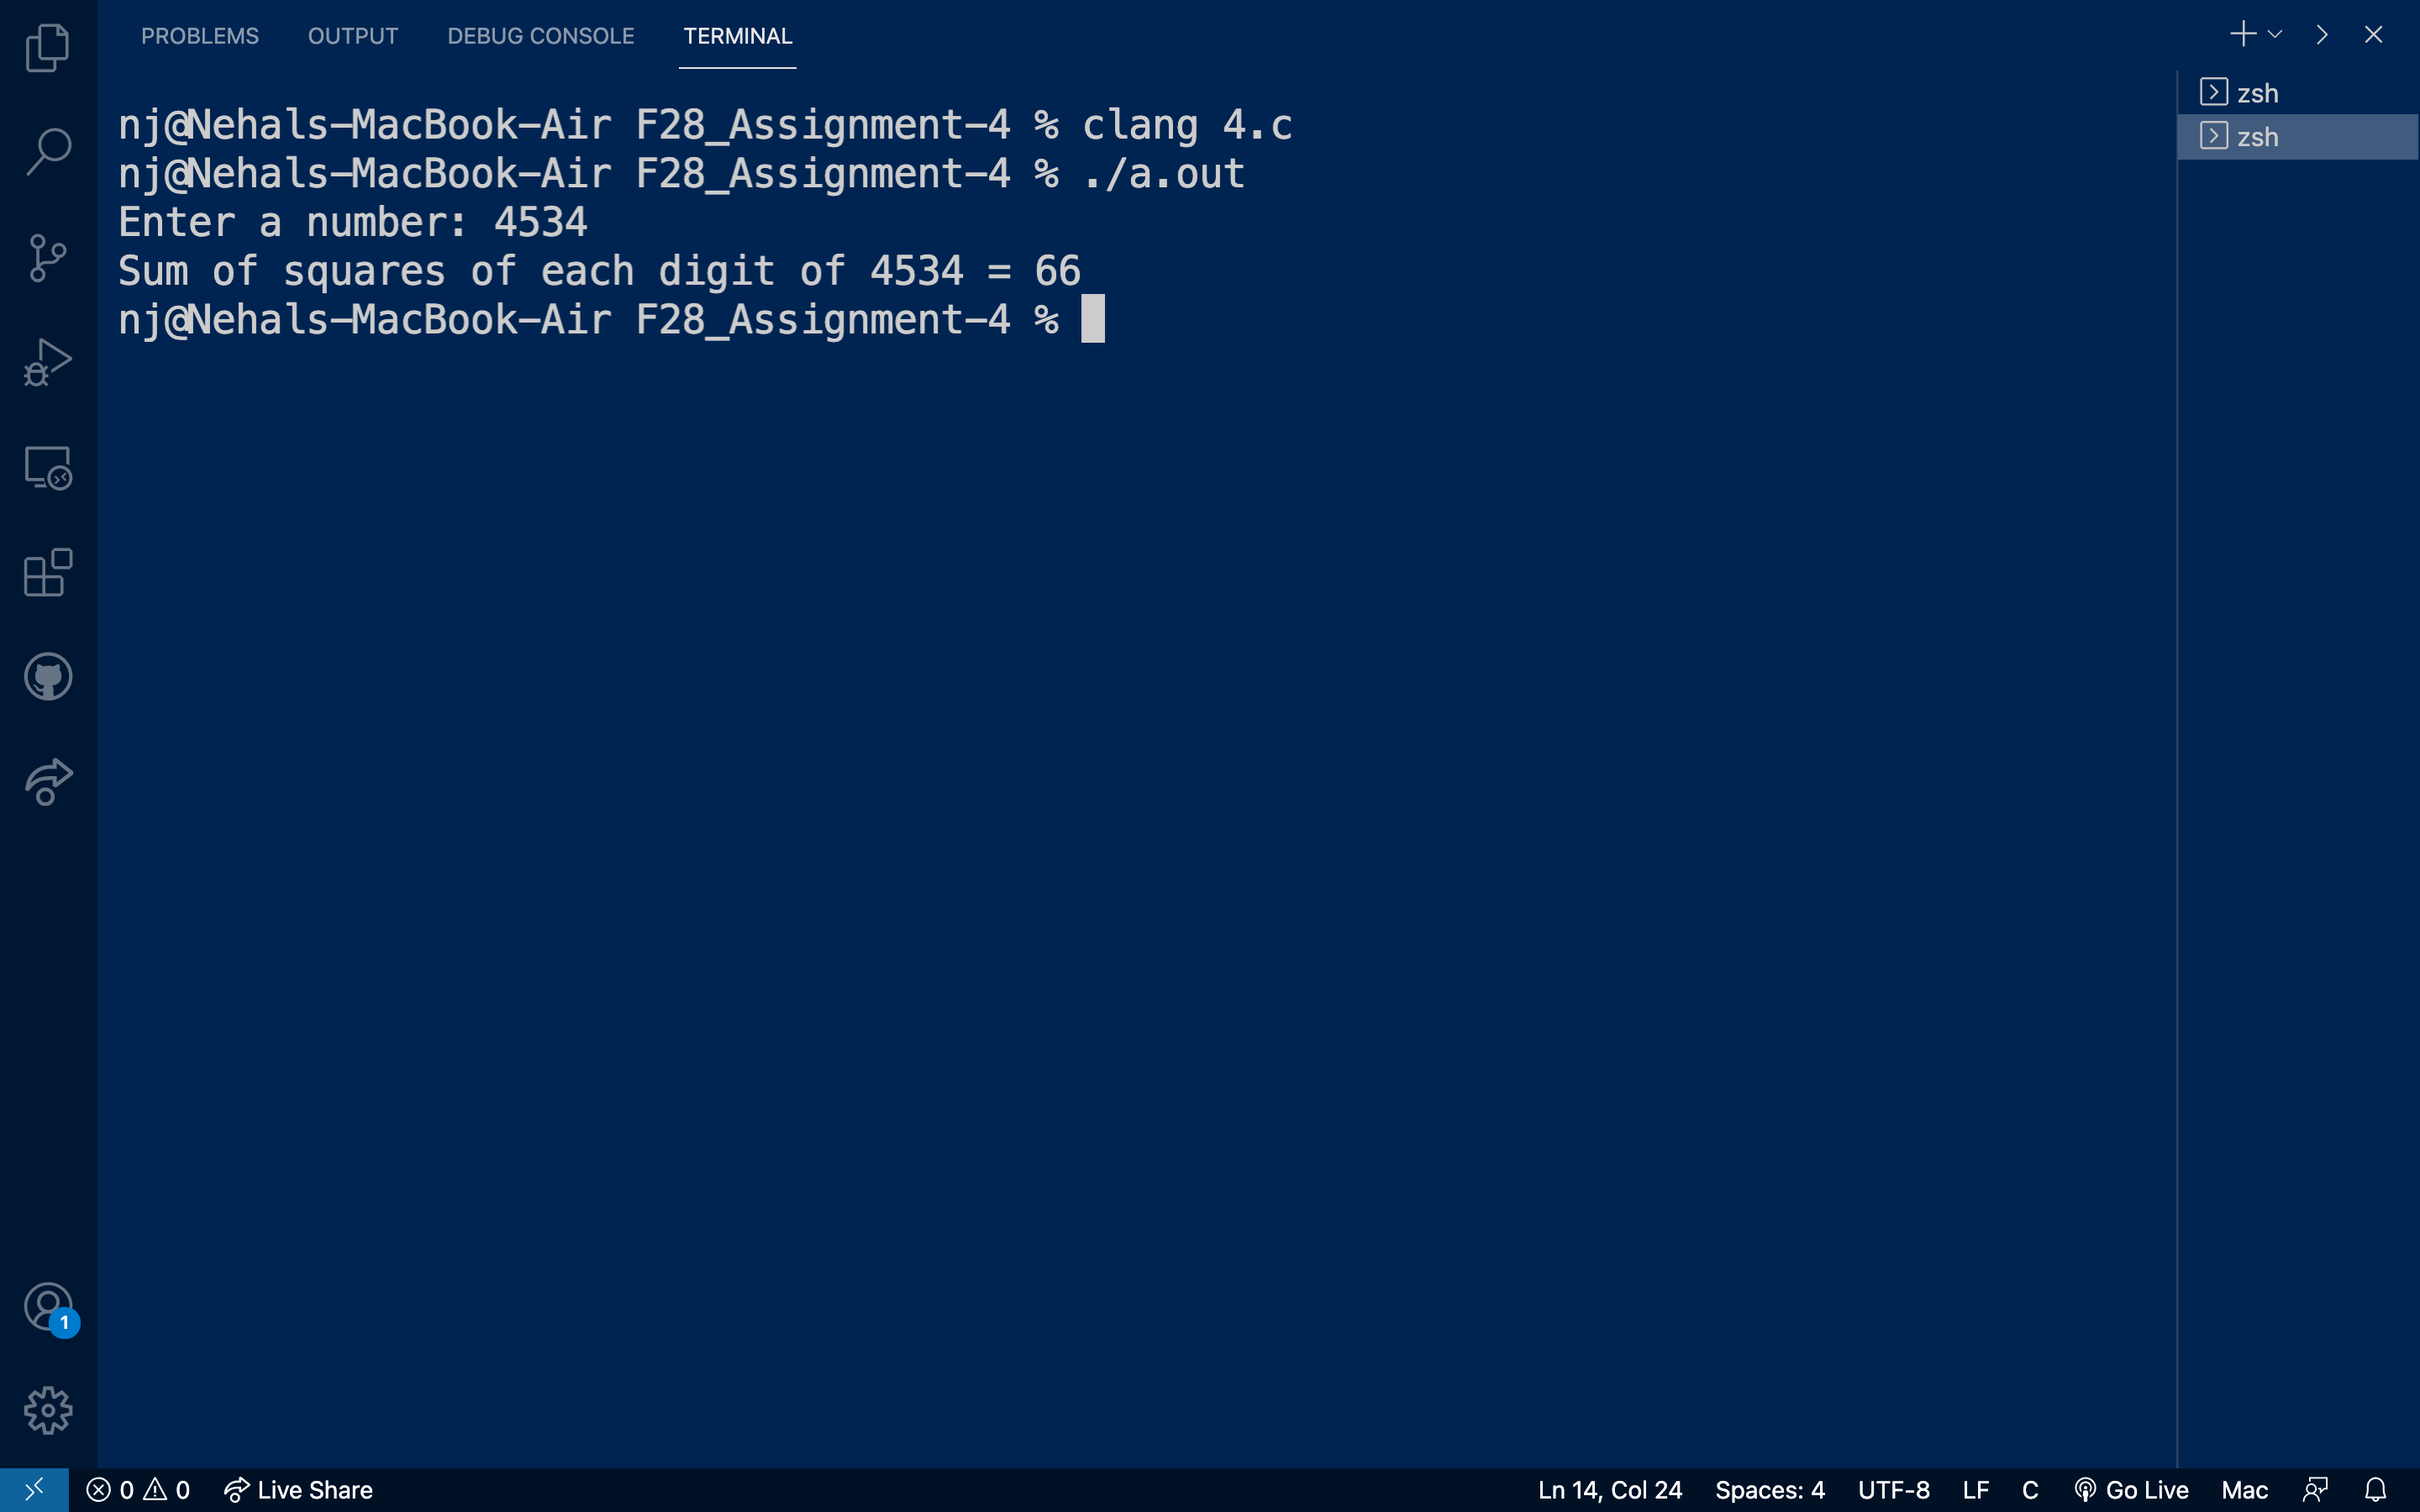 PROBLEMS OUTPUT DEBUG CONSOLE TERMINAL
nj@Nehals-MacBook-Air F28_Assignment-4 % clang 4.c
nj@Nehals-MacBook-Air F28_Assignment-4 % ./a.out
Enter a number: 4534
Sum of squares of each digit of 4534 = 66
nj@Nehals-MacBook-Air F28_Assignment-4 %
zsh
zsh
1
0 0 Live Share Ln 14, Col 24 Spaces: 4 UTF-8 LF C Go Live Mac